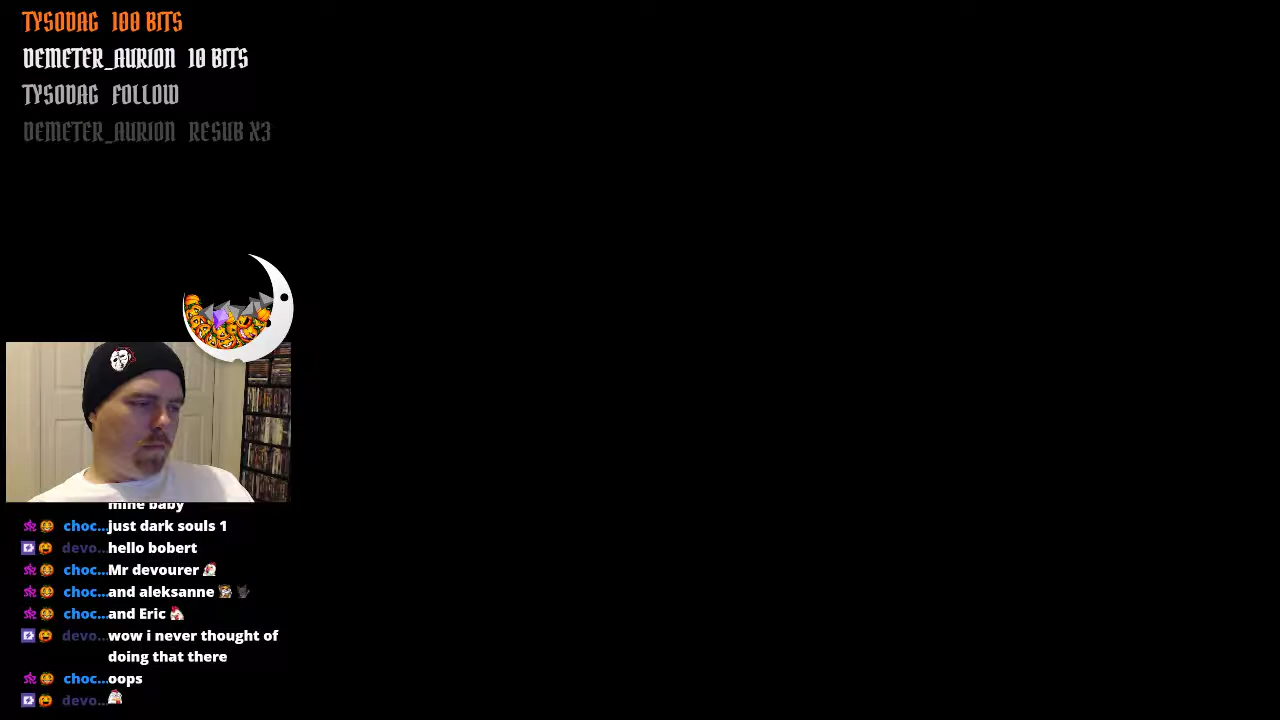 TYSODAG 100 BITS
DEMETER_AURION 10 BITS
TYSODAG FOLLOW
DEMETER_AURION RESUB X3
mine baby
choc... just dark souls 1
devo... hello bobert
choc... Mr devourer
choc... and aleksanne
choc... and Eric
devo... wow i never thought of
doing that there
choc... oops
devo...